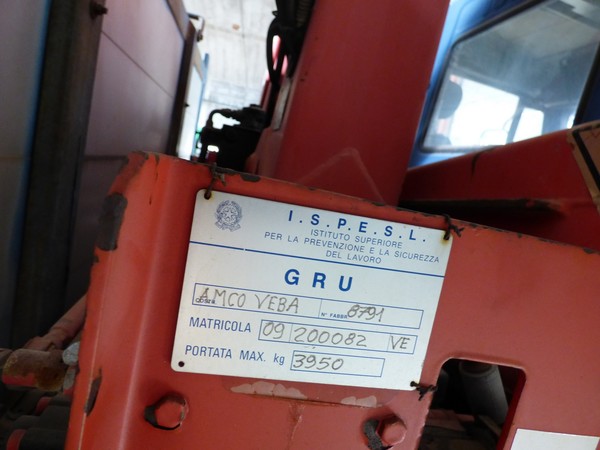 I.S.P.E.S.L.
ISTITUTO SUPERIORE
PER LA PREVENZIONE E LA SICUREZZA
DEL LAVORO
GRU
COSTR. AMCO VEBA N° FABBR. 8791
MATRICOLA 09 200082 VE
PORTATA MAX. kg 3950